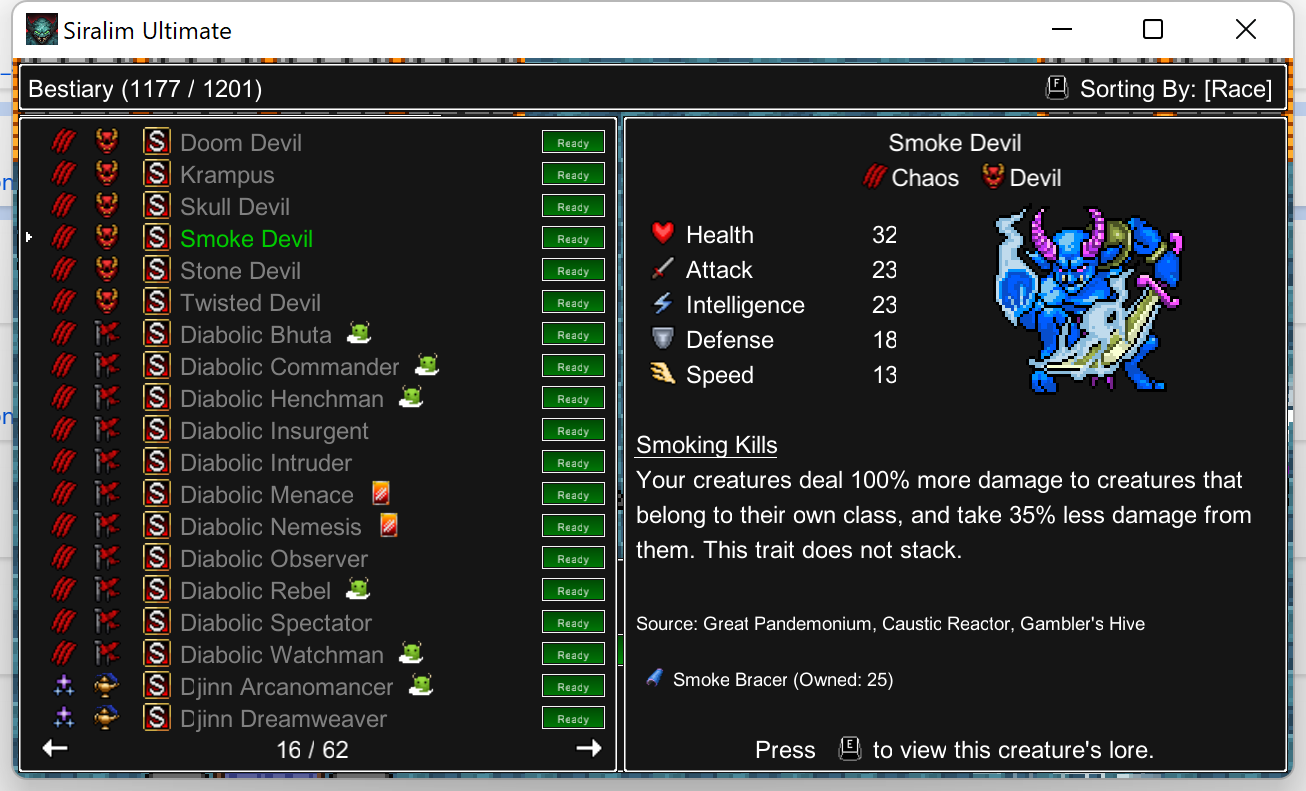 Siralim Ultimate
Bestiary (1177 / 1201)
F Sorting By: [Race]
S Doom Devil Ready
S Krampus Ready
S Skull Devil Ready
S Smoke Devil Ready
S Stone Devil Ready
S Twisted Devil Ready
S Diabolic Bhuta Ready
S Diabolic Commander Ready
S Diabolic Henchman Ready
S Diabolic Insurgent Ready
S Diabolic Intruder Ready
S Diabolic Menace Ready
S Diabolic Nemesis Ready
S Diabolic Observer Ready
S Diabolic Rebel Ready
S Diabolic Spectator Ready
S Diabolic Watchman Ready
S Djinn Arcanomancer Ready
S Djinn Dreamweaver Ready
16 / 62
Smoke Devil
Chaos Devil
Health 32
Attack 23
Intelligence 23
Defense 18
Speed 13
Smoking Kills
Your creatures deal 100% more damage to creatures that
belong to their own class, and take 35% less damage from
them. This trait does not stack.
Source: Great Pandemonium, Caustic Reactor, Gambler's Hive
Smoke Bracer (Owned: 25)
Press E to view this creature's lore.